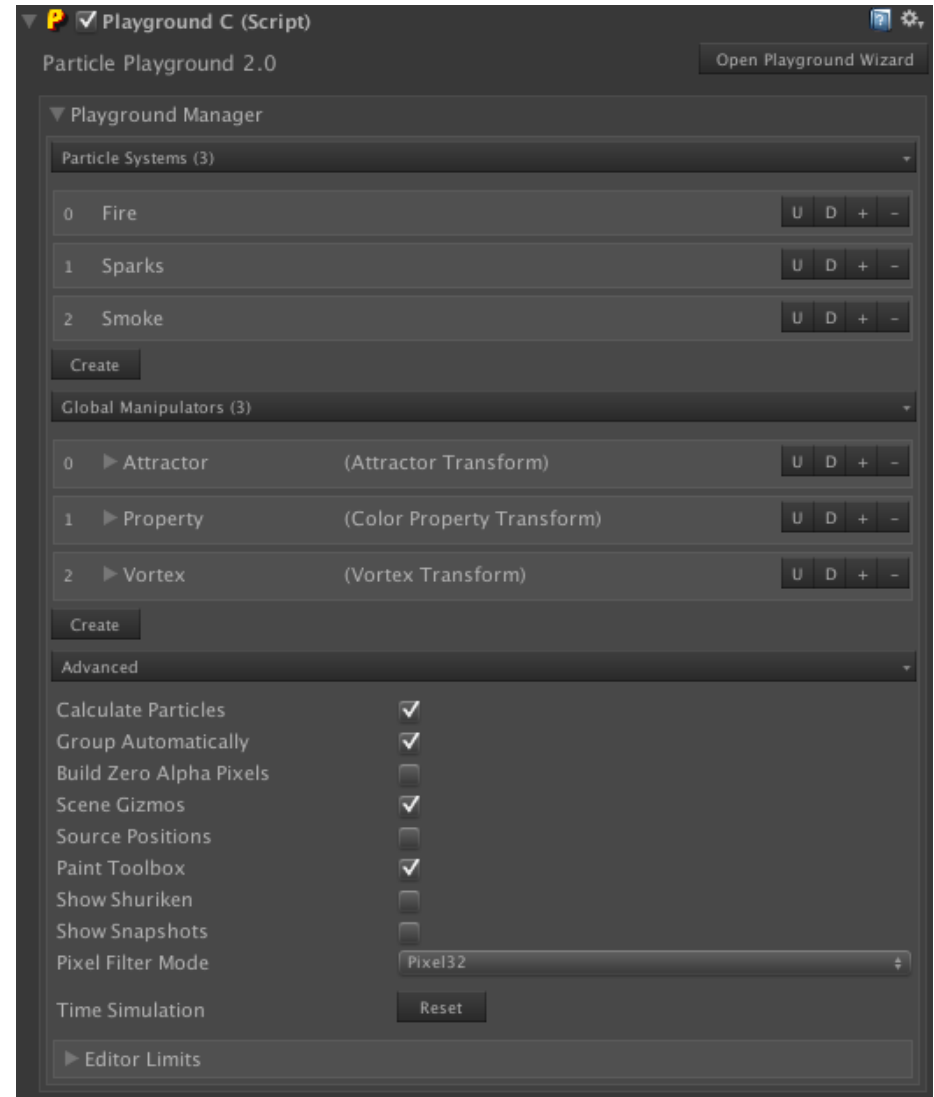 Playground C (Script)
Particle Playground 2.0 Open Playground Wizard
Playground Manager
Particle Systems (3)
0 Fire U D + -
1 Sparks U D + -
2 Smoke U D + -
Create
Global Manipulators (3)
0 Attractor (Attractor Transform) U D + -
1 Property (Color Property Transform) U D + -
2 Vortex (Vortex Transform) U D + -
Create
Advanced
Calculate Particles
Group Automatically
Build Zero Alpha Pixels
Scene Gizmos
Source Positions
Paint Toolbox
Show Shuriken
Show Snapshots
Pixel Filter Mode Pixel32
Time Simulation Reset
Editor Limits